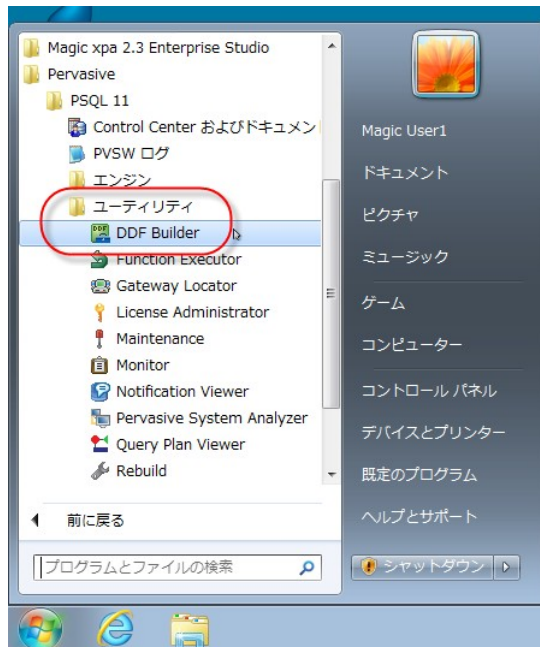 Magic xpa 2.3 Enterprise Studio
Pervasive
PSQL 11
Control Center およびドキュメン
PVSW ログ
エンジン
ユーティリティ
DDF Builder
Function Executor
Gateway Locator
License Administrator
Maintenance
Monitor
Notification Viewer
Pervasive System Analyzer
Query Plan Viewer
Rebuild
前に戻る
プログラムとファイルの検索
Magic User1
ドキュメント
ピクチャ
ミュージック
ゲーム
コンピューター
コントロール パネル
デバイスとプリンター
既定のプログラム
ヘルプとサポート
シャットダウン